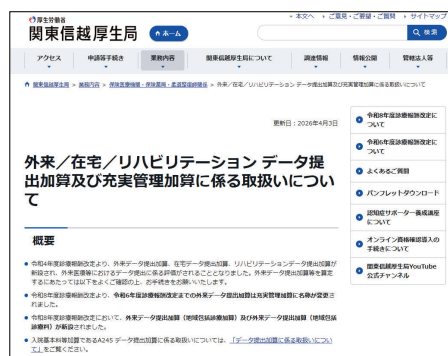 厚生労働省
関東信越厚生局
ホームへ
本文へ ご意見・ご要望・ご質問 サイトマップ
検索
アクセス 申請等手続き 業務内容 関東信越厚生局について 調達情報 情報公開 管轄法人等
関東信越厚生局 > 業務内容 > 保険医療機関・保険薬局・柔道整復師関係 > 外来/在宅/リハビリテーション データ提出加算及び充実管理加算に係る取扱いについて
更新日:2026年4月3日
外来/在宅/リハビリテーション データ提
出加算及び充実管理加算に係る取扱いについ
て
概要
令和4年度診療報酬改定より、外来データ提出加算、在宅データ提出加算、リハビリテーションデータ提出加算が
新設され、外来医療等におけるデータ提出に係る評価がされることとなりました。外来データ提出加算等を算定
するにあたっては以下をよくご確認の上、お手続きをお願いいたします。
令和8年度診療報酬改定より、令和6年度診療報酬改定までの外来データ提出加算は充実管理加算に名称が変更さ
れました。
令和8年度診療報酬改定において、外来データ提出加算(地域包括診療加算)及び外来データ提出加算(地域包括
診療料)が新設されました。
入院基本料等加算であるA245 データ提出加算に係る取扱いについては、「データ提出加算に係る取扱いについ
て」をご覧ください。
令和8年度診療報酬改定に
ついて
令和6年度診療報酬改定に
ついて
よくあるご質問
パンフレットダウンロード
認知症サポーター養成講座
について
オンライン資格確認導入の
手続きについて
関東信越厚生局YouTube
公式チャンネル